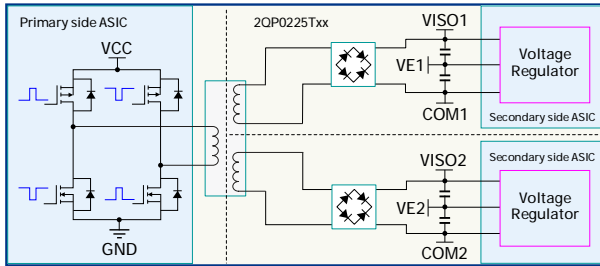 Primary side ASIC
2QP0225Txx
VCC
GND
VISO1
VE1
COM1
Voltage
Regulator
Secondary side ASIC
Secondary side ASIC
VISO2
VE2
COM2
Voltage
Regulator